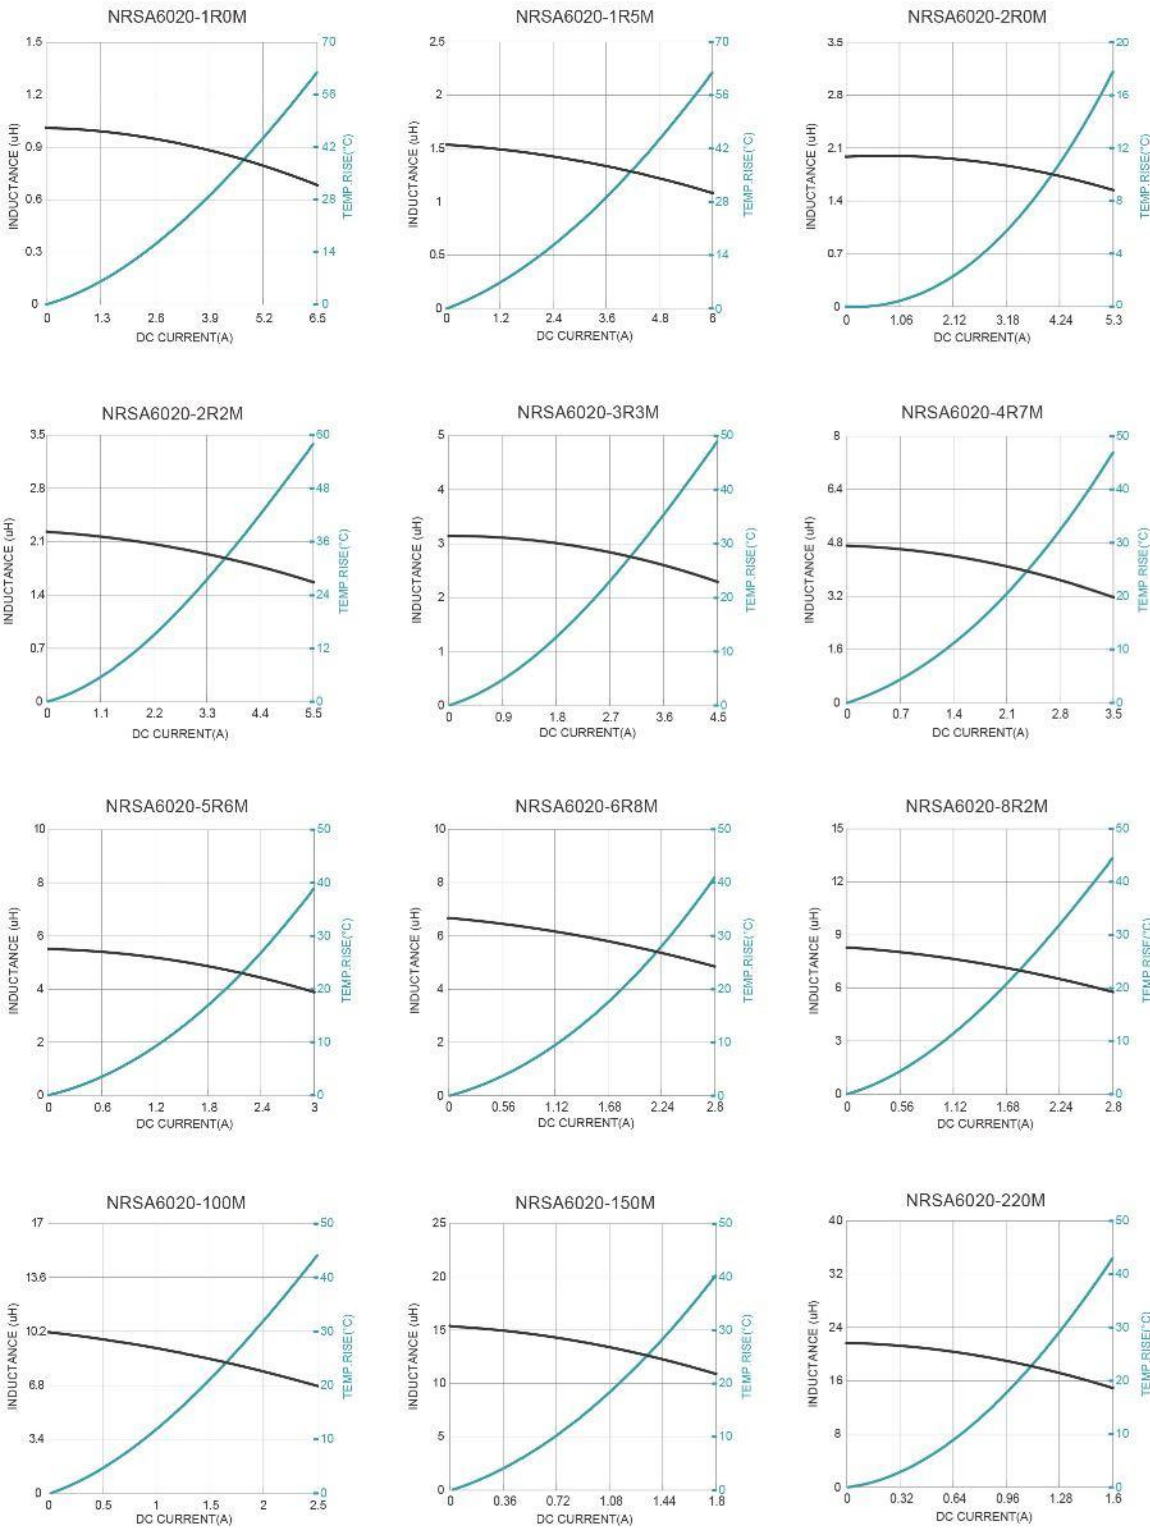 NRSA6020-1R0M
1.5
1.2
0.9
0.6
0.3
0
INDUCTANCE (uH)
70
56
42
28
14
0
TEMP.RISE(°C)
0 1.3 2.6 3.9 5.2 6.5
DC CURRENT(A)
NRSA6020-1R5M
2.5
2
1.5
1
0.5
0
INDUCTANCE (uH)
70
56
42
28
14
0
TEMP.RISE(°C)
0 1.2 2.4 3.6 4.8 6
DC CURRENT(A)
NRSA6020-2R0M
3.5
2.8
2.1
1.4
0.7
0
INDUCTANCE (uH)
20
16
12
8
4
0
TEMP.RISE(°C)
0 1.06 2.12 3.18 4.24 5.3
DC CURRENT(A)
NRSA6020-2R2M
3.5
2.8
2.1
1.4
0.7
0
INDUCTANCE (uH)
60
48
36
24
12
0
TEMP.RISE(°C)
0 1.1 2.2 3.3 4.4 5.5
DC CURRENT(A)
NRSA6020-3R3M
5
4
3
2
1
0
INDUCTANCE (uH)
50
40
30
20
10
0
TEMP.RISE(°C)
0 0.9 1.8 2.7 3.6 4.5
DC CURRENT(A)
NRSA6020-4R7M
8
6.4
4.8
3.2
1.6
0
INDUCTANCE (uH)
50
40
30
20
10
0
TEMP.RISE(°C)
0 0.7 1.4 2.1 2.8 3.5
DC CURRENT(A)
NRSA6020-5R6M
10
8
6
4
2
0
INDUCTANCE (uH)
50
40
30
20
10
0
TEMP.RISE(°C)
0 0.6 1.2 1.8 2.4 3
DC CURRENT(A)
NRSA6020-6R8M
10
8
6
4
2
0
INDUCTANCE (uH)
50
40
30
20
10
0
TEMP.RISE(°C)
0 0.56 1.12 1.68 2.24 2.8
DC CURRENT(A)
NRSA6020-8R2M
15
12
9
6
3
0
INDUCTANCE (uH)
50
40
30
20
10
0
TEMP.RISE(°C)
0 0.56 1.12 1.68 2.24 2.8
DC CURRENT(A)
NRSA6020-100M
17
13.6
10.2
6.8
3.4
0
INDUCTANCE (uH)
50
40
30
20
10
0
TEMP.RISE(°C)
0 0.5 1 1.5 2 2.5
DC CURRENT(A)
NRSA6020-150M
25
20
15
10
5
0
INDUCTANCE (uH)
50
40
30
20
10
0
TEMP.RISE(°C)
0 0.36 0.72 1.08 1.44 1.8
DC CURRENT(A)
NRSA6020-220M
40
32
24
16
8
0
INDUCTANCE (uH)
50
40
30
20
10
0
TEMP.RISE(°C)
0 0.32 0.64 0.96 1.28 1.6
DC CURRENT(A)